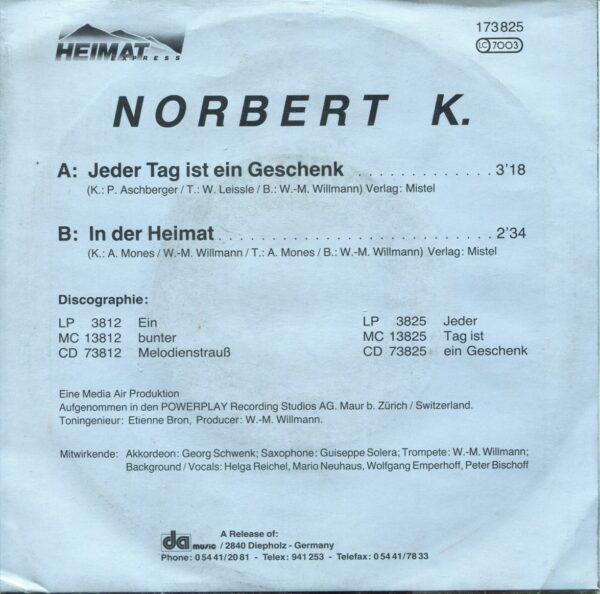 HEIMAT
EXPRESS
173825
LC 7003
NORBERT K.
A: Jeder Tag ist ein Geschenk . . . . . . . . . . . . . . 3'18
(K.: P. Aschberger / T.: W. Leissle / B.: W.-M. Willmann) Verlag: Mistel
B: In der Heimat . . . . . . . . . . . . . . . . . . . . . . . . . . . 2'34
(K.: A. Mones / W.-M. Willmann / T.: A. Mones / B.: W.-M. Willmann) Verlag: Mistel
Discographie:
LP 3812 Ein
MC 13812 bunter
CD 73812 Melodienstrauß
LP 3825 Jeder
MC 13825 Tag ist
CD 73825 ein Geschenk
Eine Media Air Produktion
Aufgenommen in den POWERPLAY Recording Studios AG. Maur b. Zürich / Switzerland.
Toningenieur: Etienne Bron, Producer: W.-M. Willmann.
Mitwirkende: Akkordeon: Georg Schwenk; Saxophone: Guiseppe Solera; Trompete: W.-M. Willmann;
Background / Vocals: Helga Reichel, Mario Neuhaus, Wolfgang Emperhoff, Peter Bischoff
A Release of:
da music / 2840 Diepholz - Germany
Phone: 0 54 41/20 81 - Telex: 941 253 - Telefax: 0 54 41/78 33